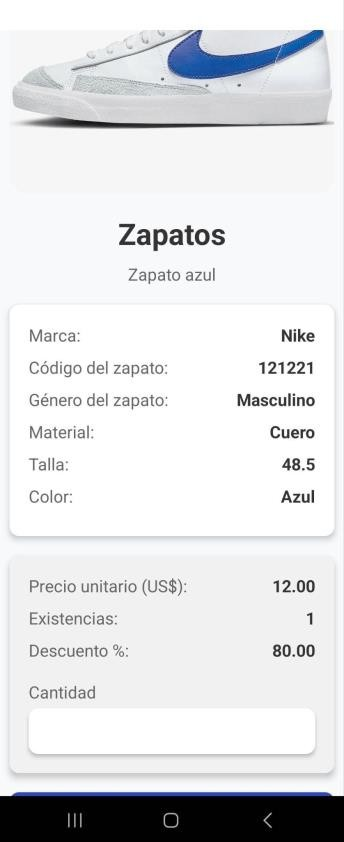 Zapatos
Zapato azul
Marca: Nike
Código del zapato: 121221
Género del zapato: Masculino
Material: Cuero
Talla: 48.5
Color: Azul
Precio unitario (US$): 12.00
Existencias: 1
Descuento %: 80.00
Cantidad